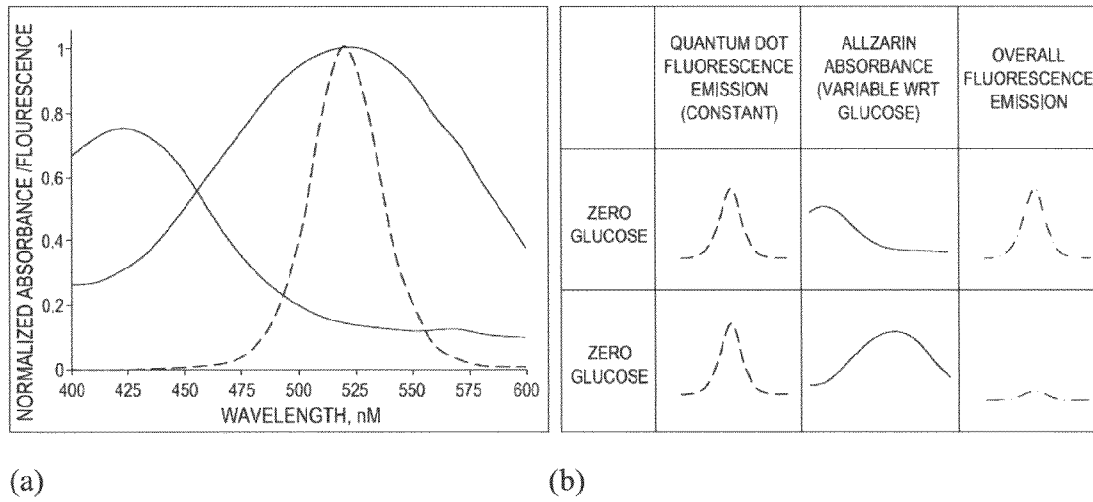 NORMALIZED ABSORBANCE /FLOURESCENCE
1
0.8
0.6
0.4
0.2
0
400 425 450 475 500 525 550 575 600
WAVELENGTH, nM
QUANTUM DOT
FLUORESCENCE
EMISSION
(CONSTANT)
ALLZARIN
ABSORBANCE
(VARIABLE WRT
GLUCOSE)
OVERALL
FLUORESCENCE
EMISSION
ZERO
GLUCOSE
ZERO
GLUCOSE
(a)
(b)